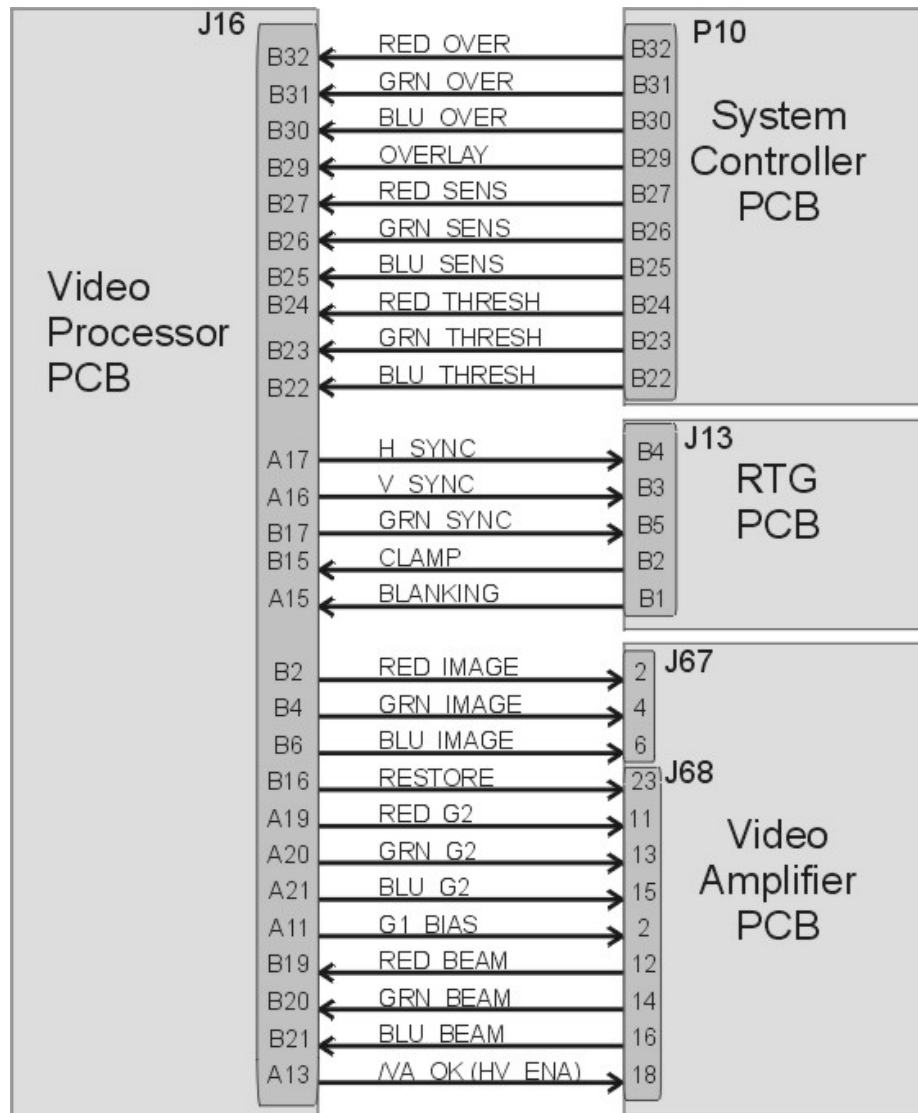 J16 P10
B32 RED OVER B32
B31 GRN OVER B31
B30 BLU OVER B30
B29 OVERLAY B29
B27 RED SENS B27
B26 GRN SENS B26
B25 BLU SENS B25
B24 RED THRESH B24
B23 GRN THRESH B23
B22 BLU THRESH B22
System
Controller
PCB
Video
Processor
PCB
J13
A17 H SYNC B4
A16 V SYNC B3
B17 GRN SYNC B5
B15 CLAMP B2
A15 BLANKING B1
RTG
PCB
J67
B2 RED IMAGE 2
B4 GRN IMAGE 4
B6 BLU IMAGE 6
J68
B16 RESTORE 23
A19 RED G2 11
A20 GRN G2 13
A21 BLU G2 15
A11 G1 BIAS 2
B19 RED BEAM 12
B20 GRN BEAM 14
B21 BLU BEAM 16
A13 /VA OK (HV ENA) 18
Video
Amplifier
PCB